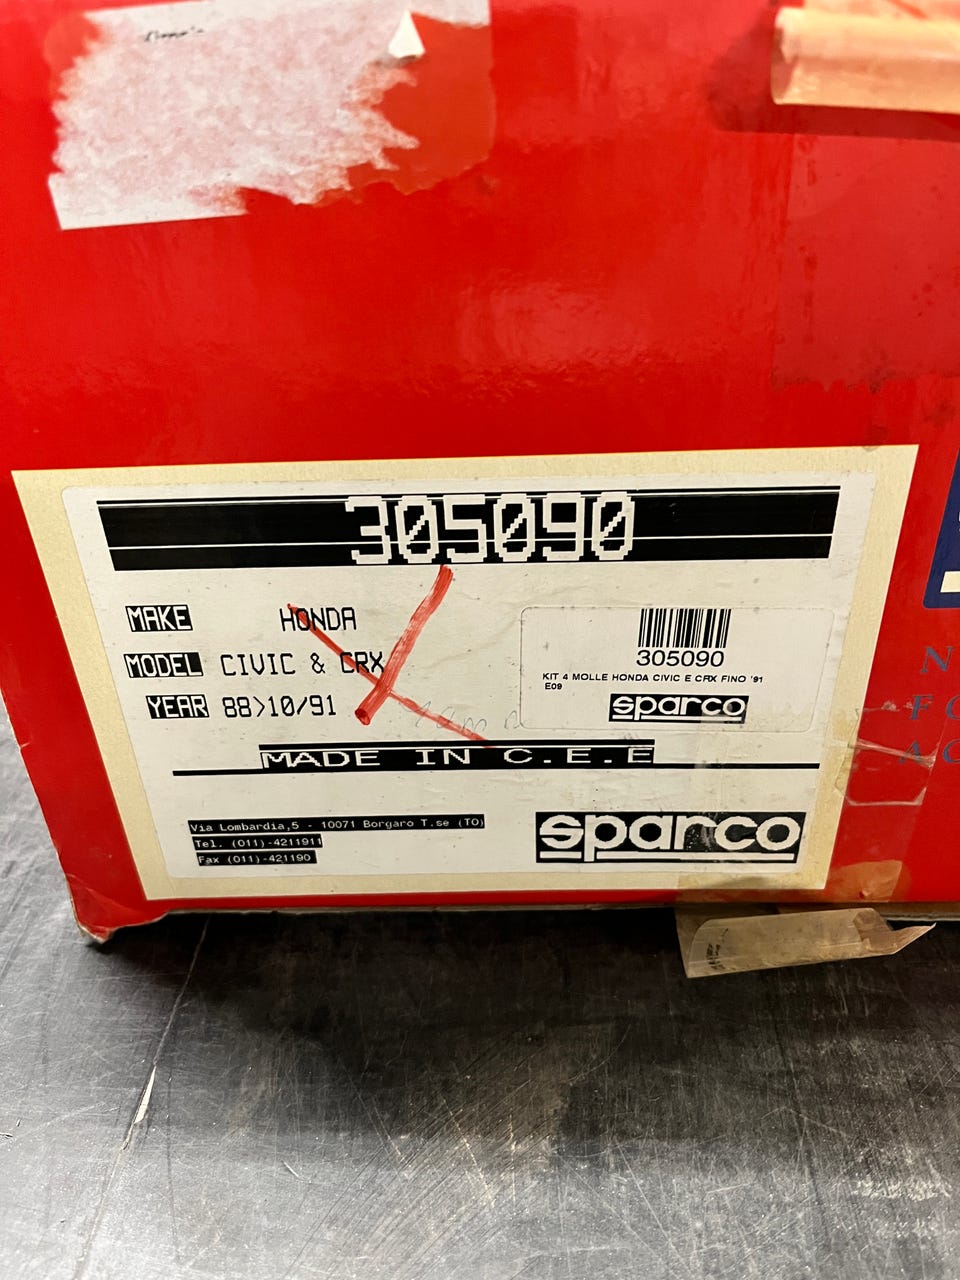 305090
MAKE HONDA
MODEL CIVIC & CRX
YEAR 88>10/91
305090
KIT 4 MOLLE HONDA CIVIC E CRX FINO '91
E09
sparco
MADE IN C.E.E
Via Lombardia,5 - 10071 Borgaro T.se (TO)
Tel. (011)-4211911
Fax (011)-421190
sparco
N
F
A